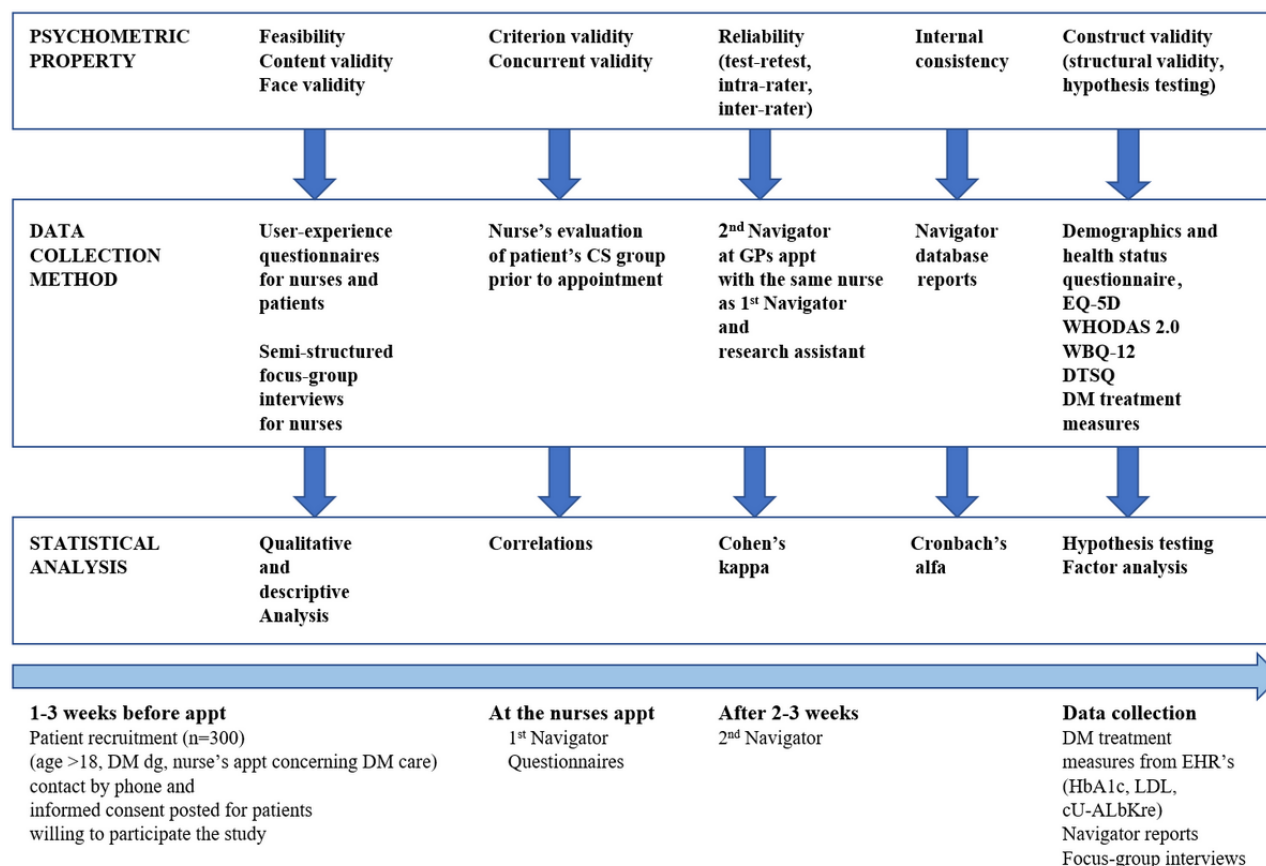 PSYCHOMETRIC
PROPERTY
Feasibility
Content validity
Face validity
Criterion validity
Concurrent validity
Reliability
(test-retest,
intra-rater,
inter-rater)
Internal
consistency
Construct validity
(structural validity,
hypothesis testing)
DATA
COLLECTION
METHOD
User-experience
questionnaires
for nurses and
patients
Semi-structured
focus-group
interviews
for nurses
Nurse’s evaluation
of patient’s CS group
prior to appointment
2nd Navigator
at GPs appt
with the same nurse
as 1st Navigator
and
research assistant
Navigator
database
reports
Demographics and
health status
questionnaire,
EQ-5D
WHODAS 2.0
WBQ-12
DTSQ
DM treatment
measures
STATISTICAL
ANALYSIS
Qualitative
and
descriptive
Analysis
Correlations
Cohen’s
kappa
Cronbach’s
alfa
Hypothesis testing
Factor analysis
1-3 weeks before appt
Patient recruitment (n=300)
(age >18, DM dg, nurse’s appt concerning DM care)
contact by phone and
informed consent posted for patients
willing to participate the study
At the nurses appt
1st Navigator
Questionnaires
After 2-3 weeks
2nd Navigator
Data collection
DM treatment
measures from EHR’s
(HbA1c, LDL,
cU-ALbKre)
Navigator reports
Focus-group interviews